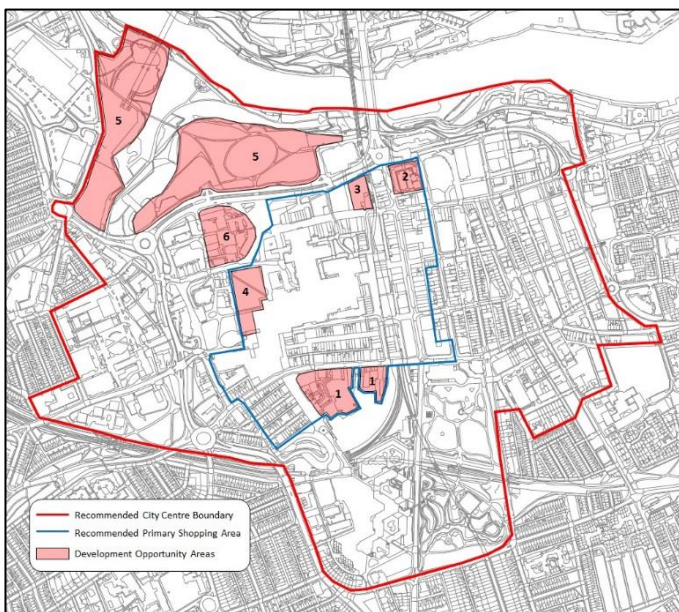 5
5
3
2
6
4
1
1
Recommended City Centre Boundary
Recommended Primary Shopping Area
Development Opportunity Areas